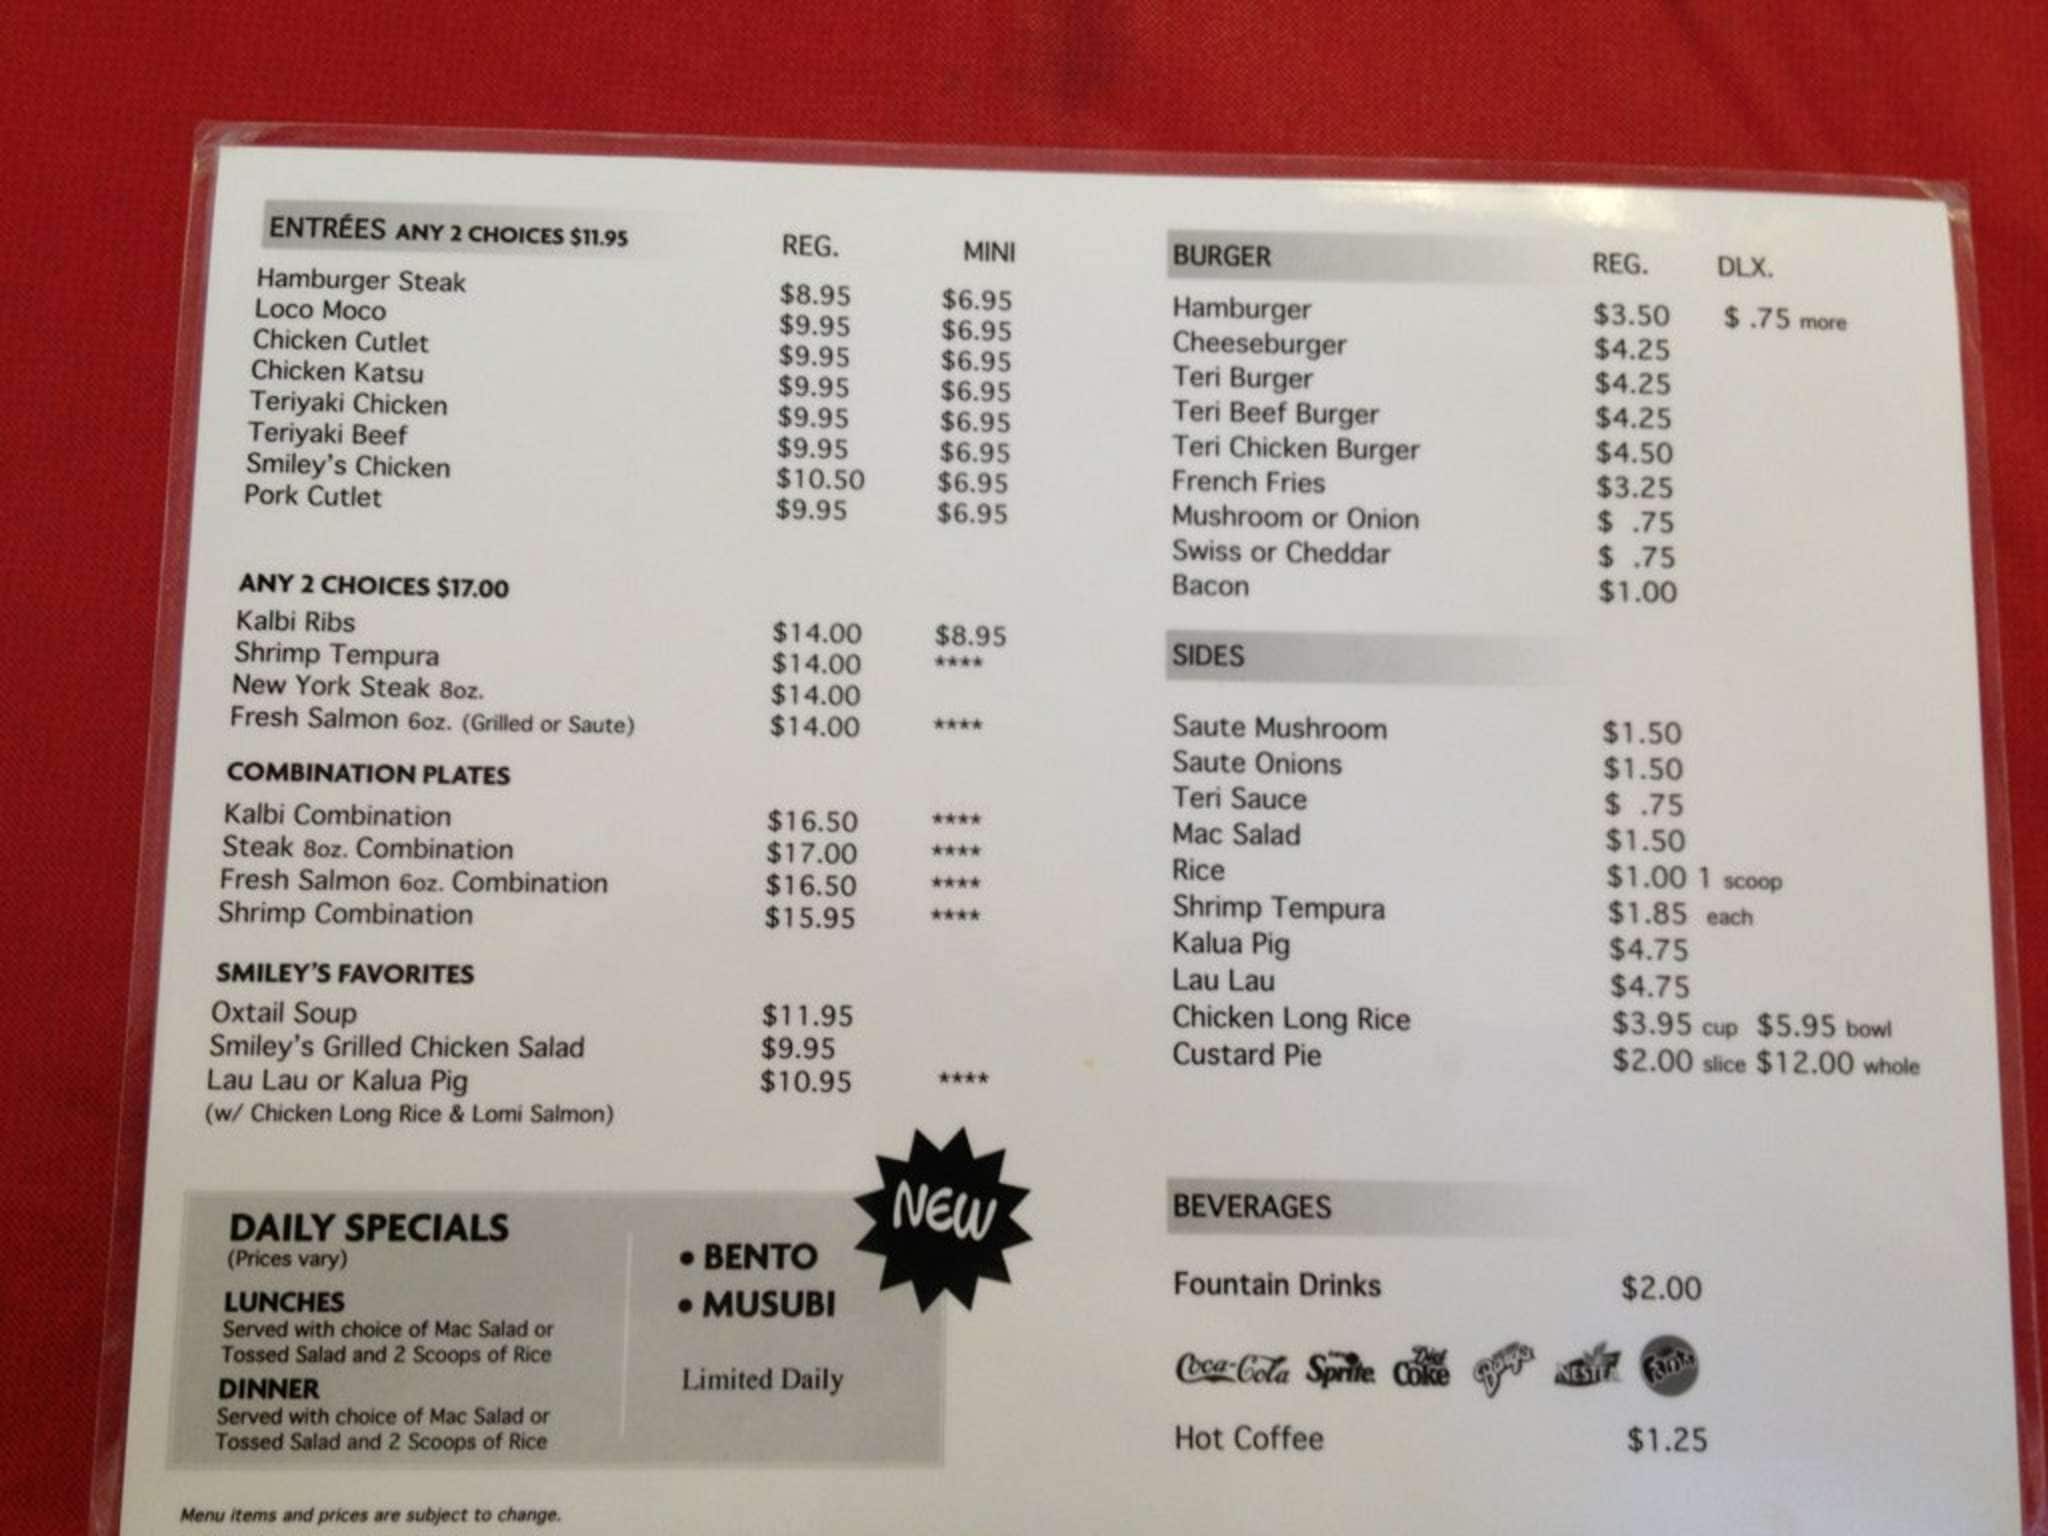 ENTRÉES ANY 2 CHOICES $11.95 REG. MINI
Hamburger Steak $8.95 $6.95
Loco Moco $9.95 $6.95
Chicken Cutlet $9.95 $6.95
Chicken Katsu $9.95 $6.95
Teriyaki Chicken $9.95 $6.95
Teriyaki Beef $9.95 $6.95
Smiley's Chicken $10.50 $6.95
Pork Cutlet $9.95 $6.95
ANY 2 CHOICES $17.00
Kalbi Ribs $14.00 $8.95
Shrimp Tempura $14.00 ****
New York Steak 8oz. $14.00
Fresh Salmon 6oz. (Grilled or Saute) $14.00 ****
COMBINATION PLATES
Kalbi Combination $16.50 ****
Steak 8oz. Combination $17.00 ****
Fresh Salmon 6oz. Combination $16.50 ****
Shrimp Combination $15.95 ****
SMILEY'S FAVORITES
Oxtail Soup $11.95
Smiley's Grilled Chicken Salad $9.95
Lau Lau or Kalua Pig $10.95 ****
(w/ Chicken Long Rice & Lomi Salmon)
DAILY SPECIALS
(Prices vary)
LUNCHES
Served with choice of Mac Salad or
Tossed Salad and 2 Scoops of Rice
DINNER
Served with choice of Mac Salad or
Tossed Salad and 2 Scoops of Rice
NEW
• BENTO
• MUSUBI
Limited Daily
Menu items and prices are subject to change.
BURGER REG. DLX.
Hamburger $3.50 $ .75 more
Cheeseburger $4.25
Teri Burger $4.25
Teri Beef Burger $4.25
Teri Chicken Burger $4.50
French Fries $3.25
Mushroom or Onion $ .75
Swiss or Cheddar $ .75
Bacon $1.00
SIDES
Saute Mushroom $1.50
Saute Onions $1.50
Teri Sauce $ .75
Mac Salad $1.50
Rice $1.00 1 scoop
Shrimp Tempura $1.85 each
Kalua Pig $4.75
Lau Lau $4.75
Chicken Long Rice $3.95 cup $5.95 bowl
Custard Pie $2.00 slice $12.00 whole
BEVERAGES
Fountain Drinks $2.00
Coca-Cola Sprite Diet Coke Fanta
Hot Coffee $1.25